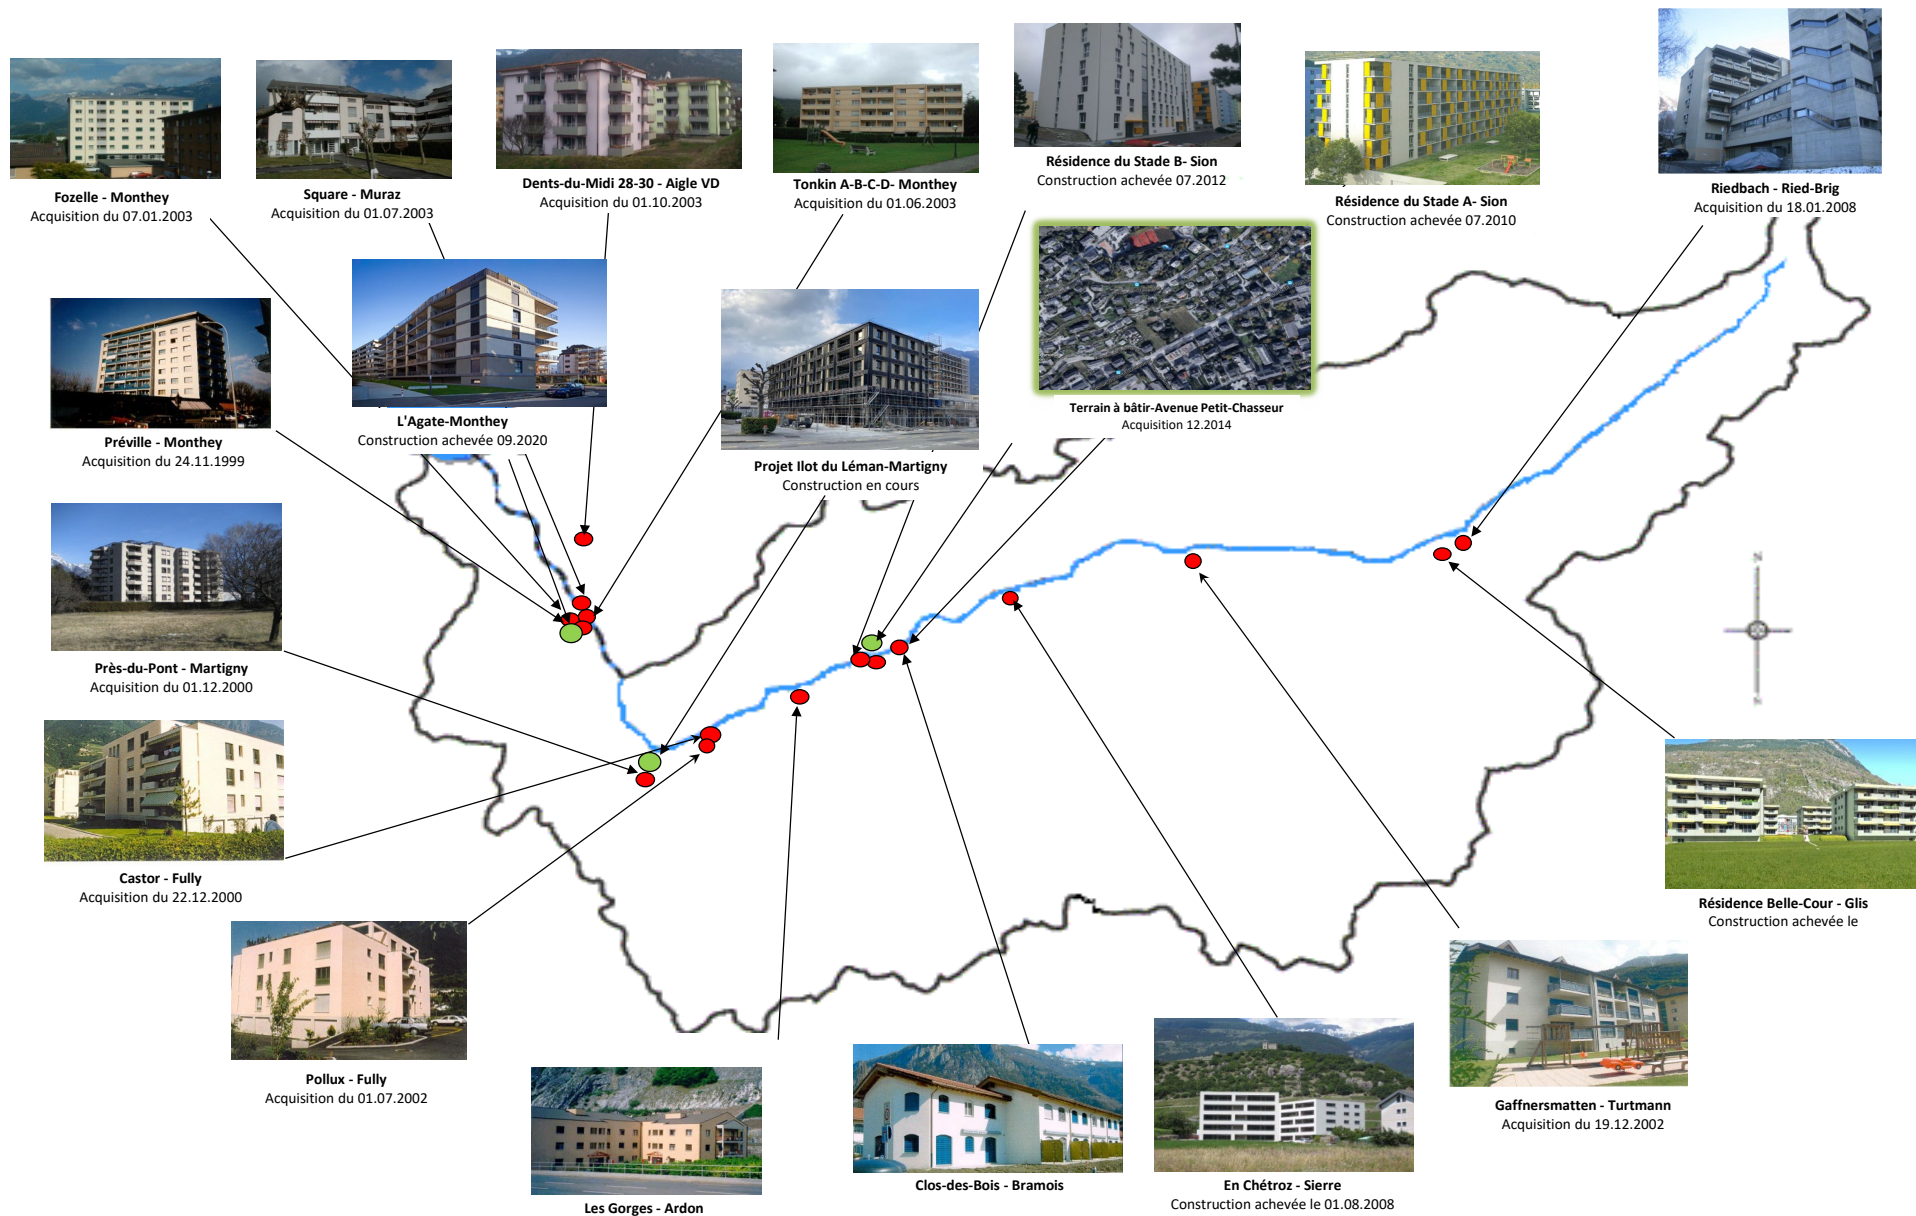 Fozelle - Monthey
Acquisition du 07.01.2003
Square - Muraz
Acquisition du 01.07.2003
Dents-du-Midi 28-30 - Aigle VD
Acquisition du 01.10.2003
Tonkin A-B-C-D- Monthey
Acquisition du 01.06.2003
Résidence du Stade B- Sion
Construction achevée 07.2012
Résidence du Stade A- Sion
Construction achevée 07.2010
Riedbach - Ried-Brig
Acquisition du 18.01.2008
Préville - Monthey
Acquisition du 24.11.1999
L'Agate-Monthey
Construction achevée 09.2020
Projet Ilot du Léman-Martigny
Construction en cours
Terrain à bâtir-Avenue Petit-Chasseur
Acquisition 12.2014
Près-du-Pont - Martigny
Acquisition du 01.12.2000
Castor - Fully
Acquisition du 22.12.2000
Pollux - Fully
Acquisition du 01.07.2002
Les Gorges - Ardon
Clos-des-Bois - Bramois
En Chétroz - Sierre
Construction achevée le 01.08.2008
Gaffnersmatten - Turtmann
Acquisition du 19.12.2002
Résidence Belle-Cour - Glis
Construction achevée le